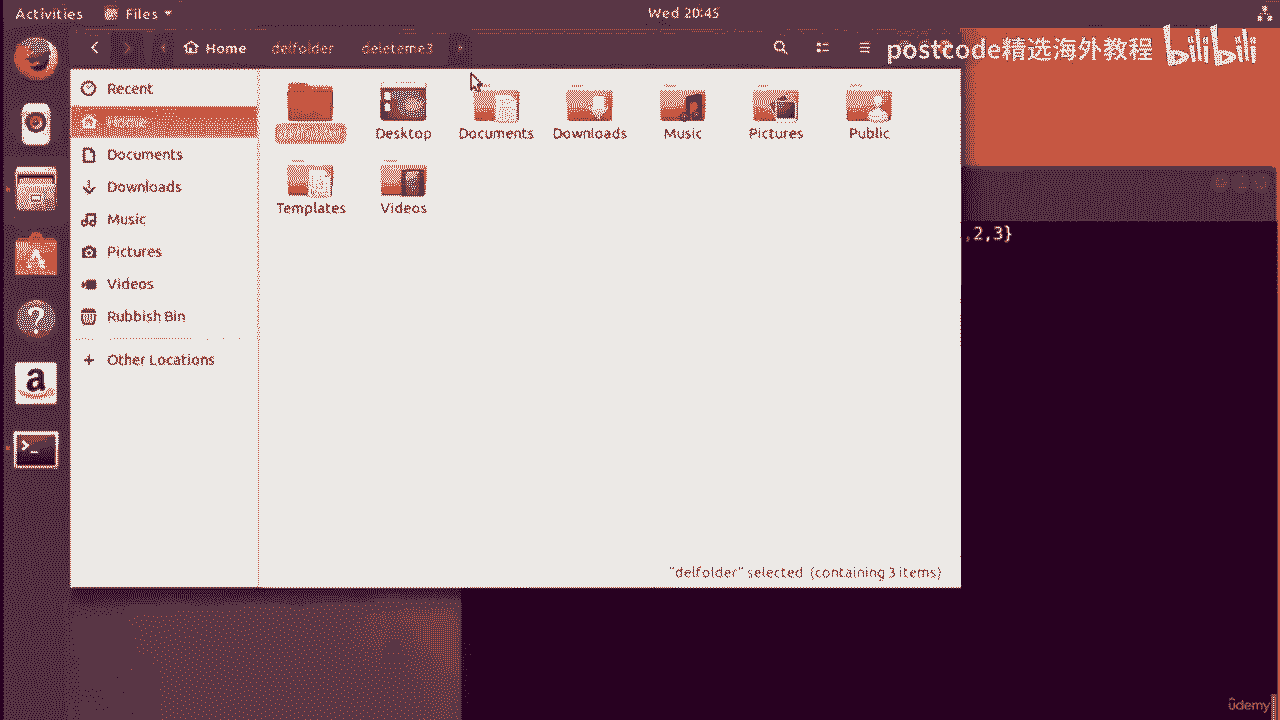 Activities Files Wed 20:45
Home delfolder deleteme3
postcode精选海外教程 bilibili
Recent
Home
Documents
Downloads
Music
Pictures
Videos
Rubbish Bin
Other Locations
Desktop Documents Downloads Music Pictures Public
Templates Videos
,2,3}
"delfolder" selected (containing 3 items)
udemy